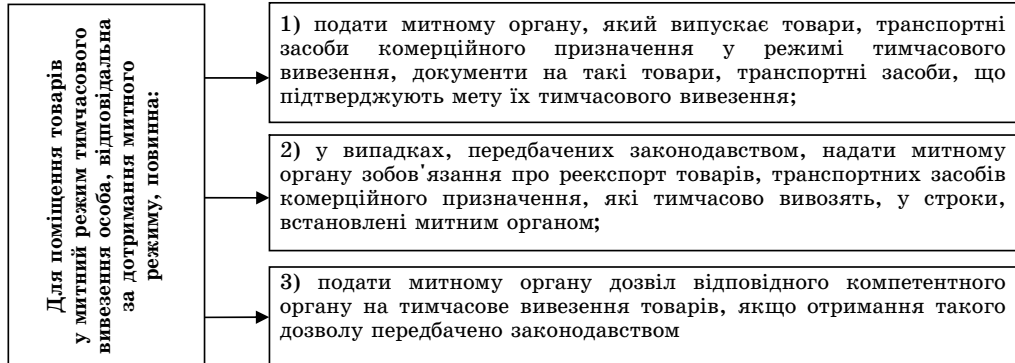 Для поміщення товарів
у митний режим тимчасового
вивезення особа, відповідальна
за дотримання митного
режиму, повинна:
1) подати митному органу, який випускає товари, транспортні
засоби комерційного призначення у режимі тимчасового
вивезення, документи на такі товари, транспортні засоби, що
підтверджують мету їх тимчасового вивезення;
2) у випадках, передбачених законодавством, надати митному
органу зобов'язання про реекспорт товарів, транспортних засобів
комерційного призначення, які тимчасово вивозять, у строки,
встановлені митним органом;
3) подати митному органу дозвіл відповідного компетентного
органу на тимчасове вивезення товарів, якщо отримання такого
дозволу передбачено законодавством